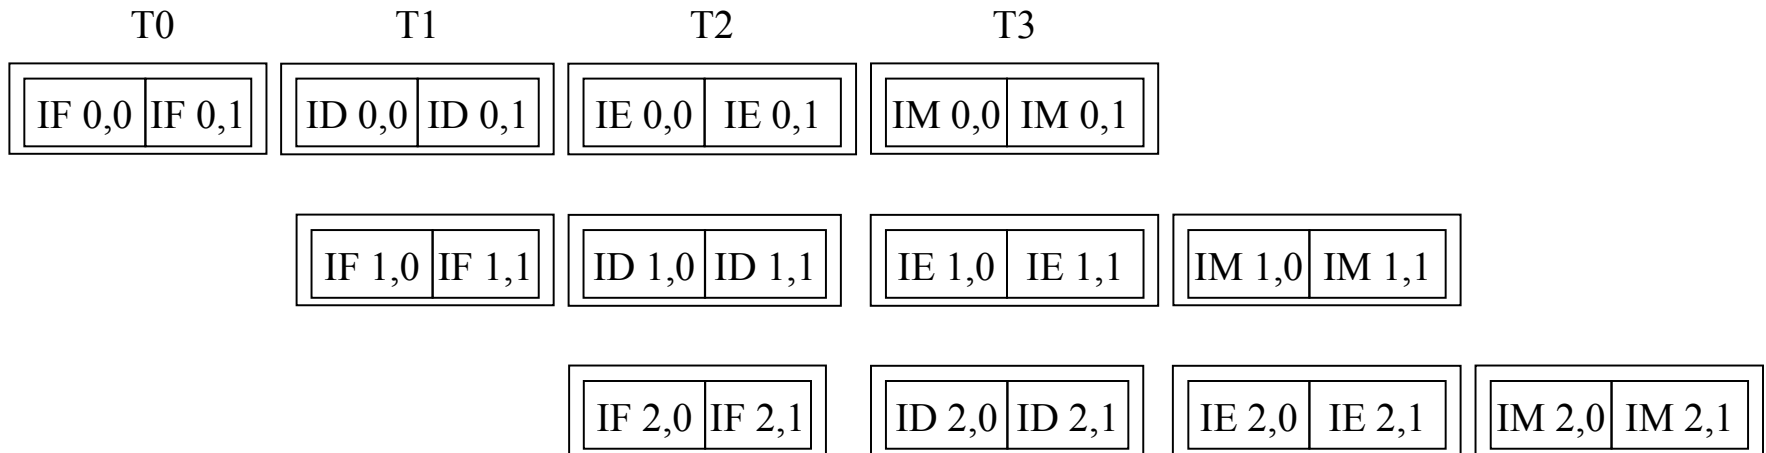 T0 T1 T2 T3
IF 0,0 IF 0,1 ID 0,0 ID 0,1 IE 0,0 IE 0,1 IM 0,0 IM 0,1
IF 1,0 IF 1,1 ID 1,0 ID 1,1 IE 1,0 IE 1,1 IM 1,0 IM 1,1
IF 2,0 IF 2,1 ID 2,0 ID 2,1 IE 2,0 IE 2,1 IM 2,0 IM 2,1